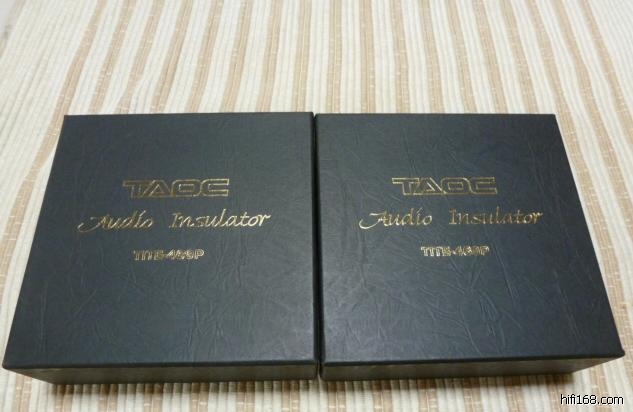 TAOC
Audio Insulator
TAOC
Audio Insulator
hifi168.com